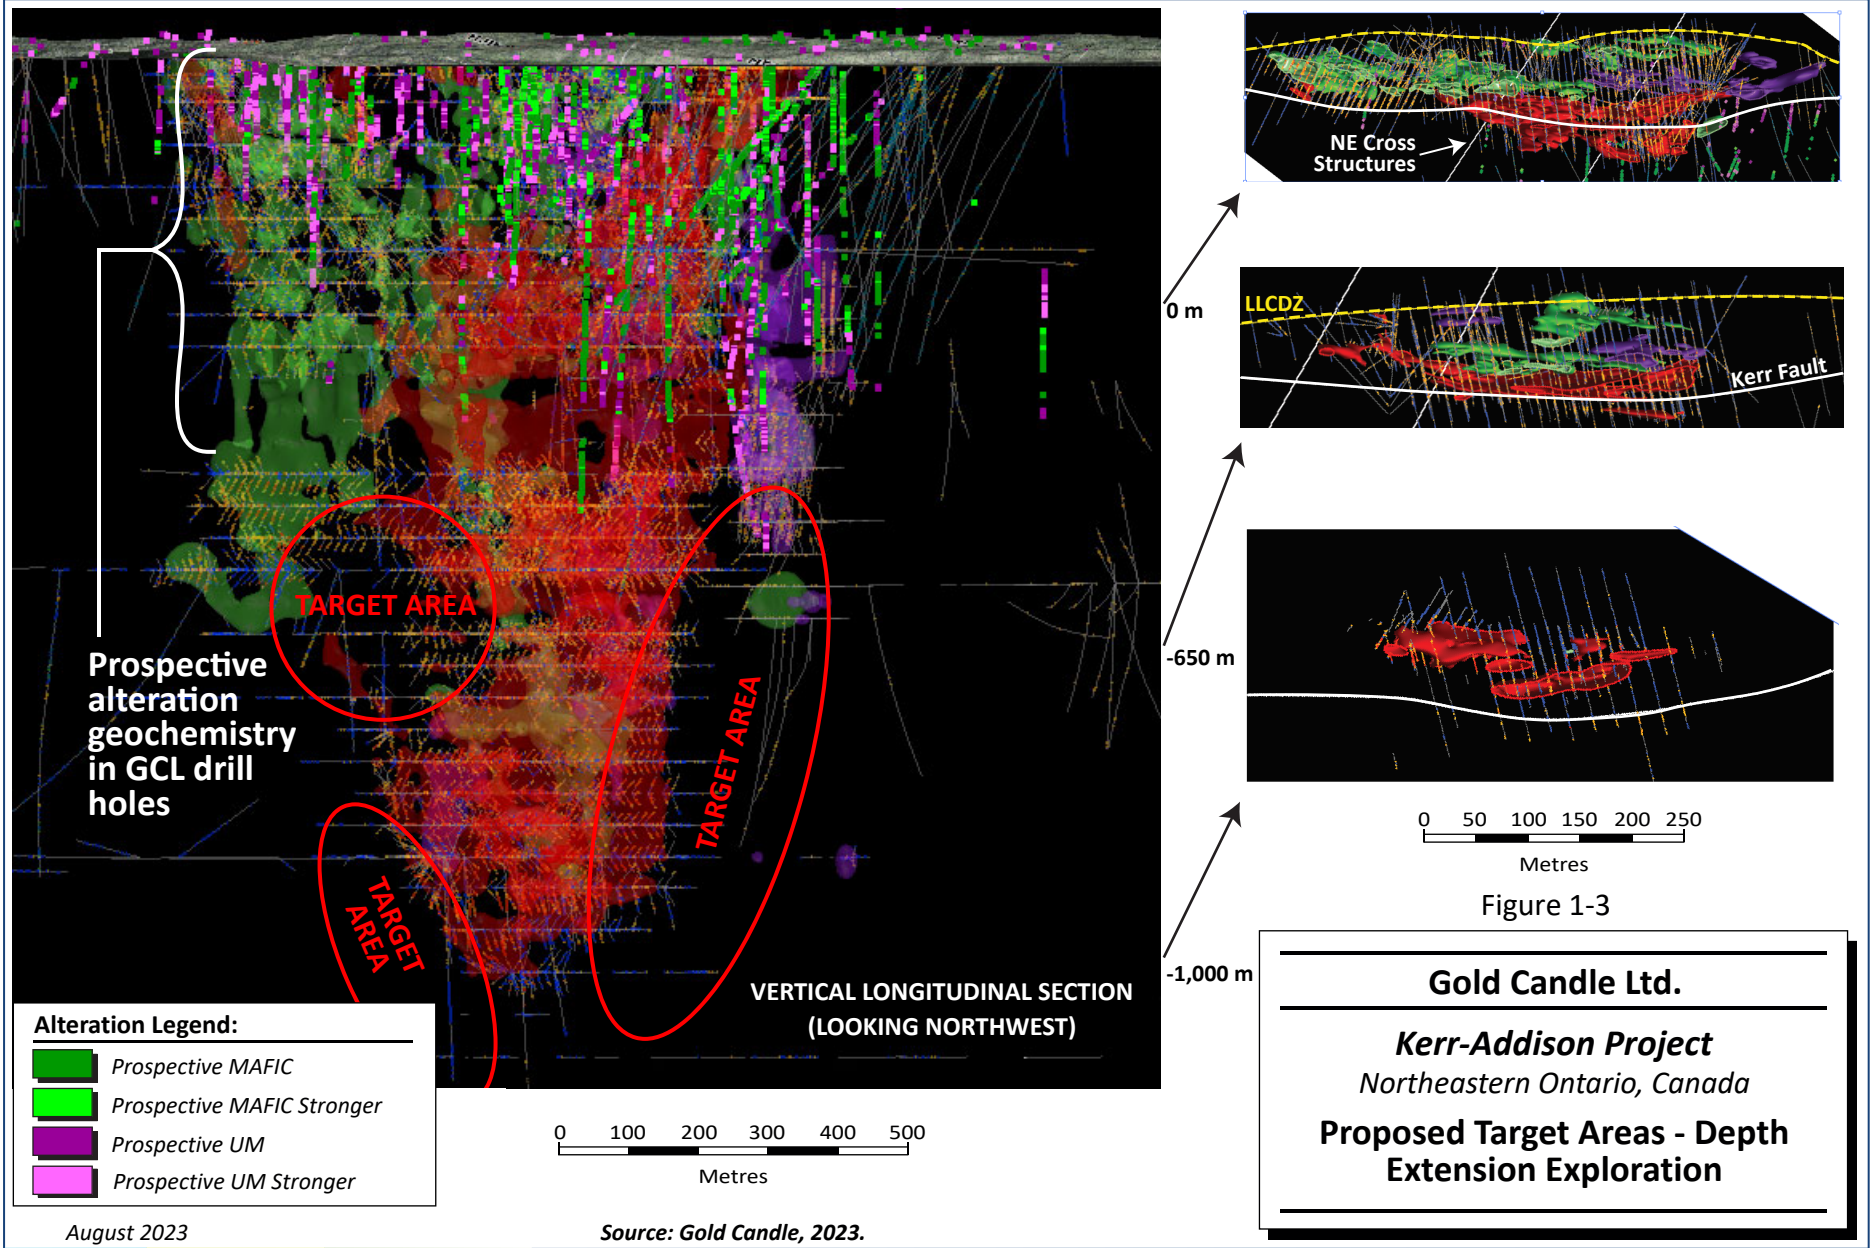 NE Cross
Structures
0 m
LLCDZ
Kerr Fault
-650 m
TARGET AREA
Prospective
alteration
geochemistry
in GCL drill
holes
TARGET AREA
TARGET
AREA
VERTICAL LONGITUDINAL SECTION
(LOOKING NORTHWEST)
-1,000 m
0 50 100 150 200 250
Metres
Figure 1-3
Gold Candle Ltd.
Kerr-Addison Project
Northeastern Ontario, Canada
Proposed Target Areas - Depth
Extension Exploration
Alteration Legend:
Prospective MAFIC
Prospective MAFIC Stronger
Prospective UM
Prospective UM Stronger
0 100 200 300 400 500
Metres
August 2023
Source: Gold Candle, 2023.